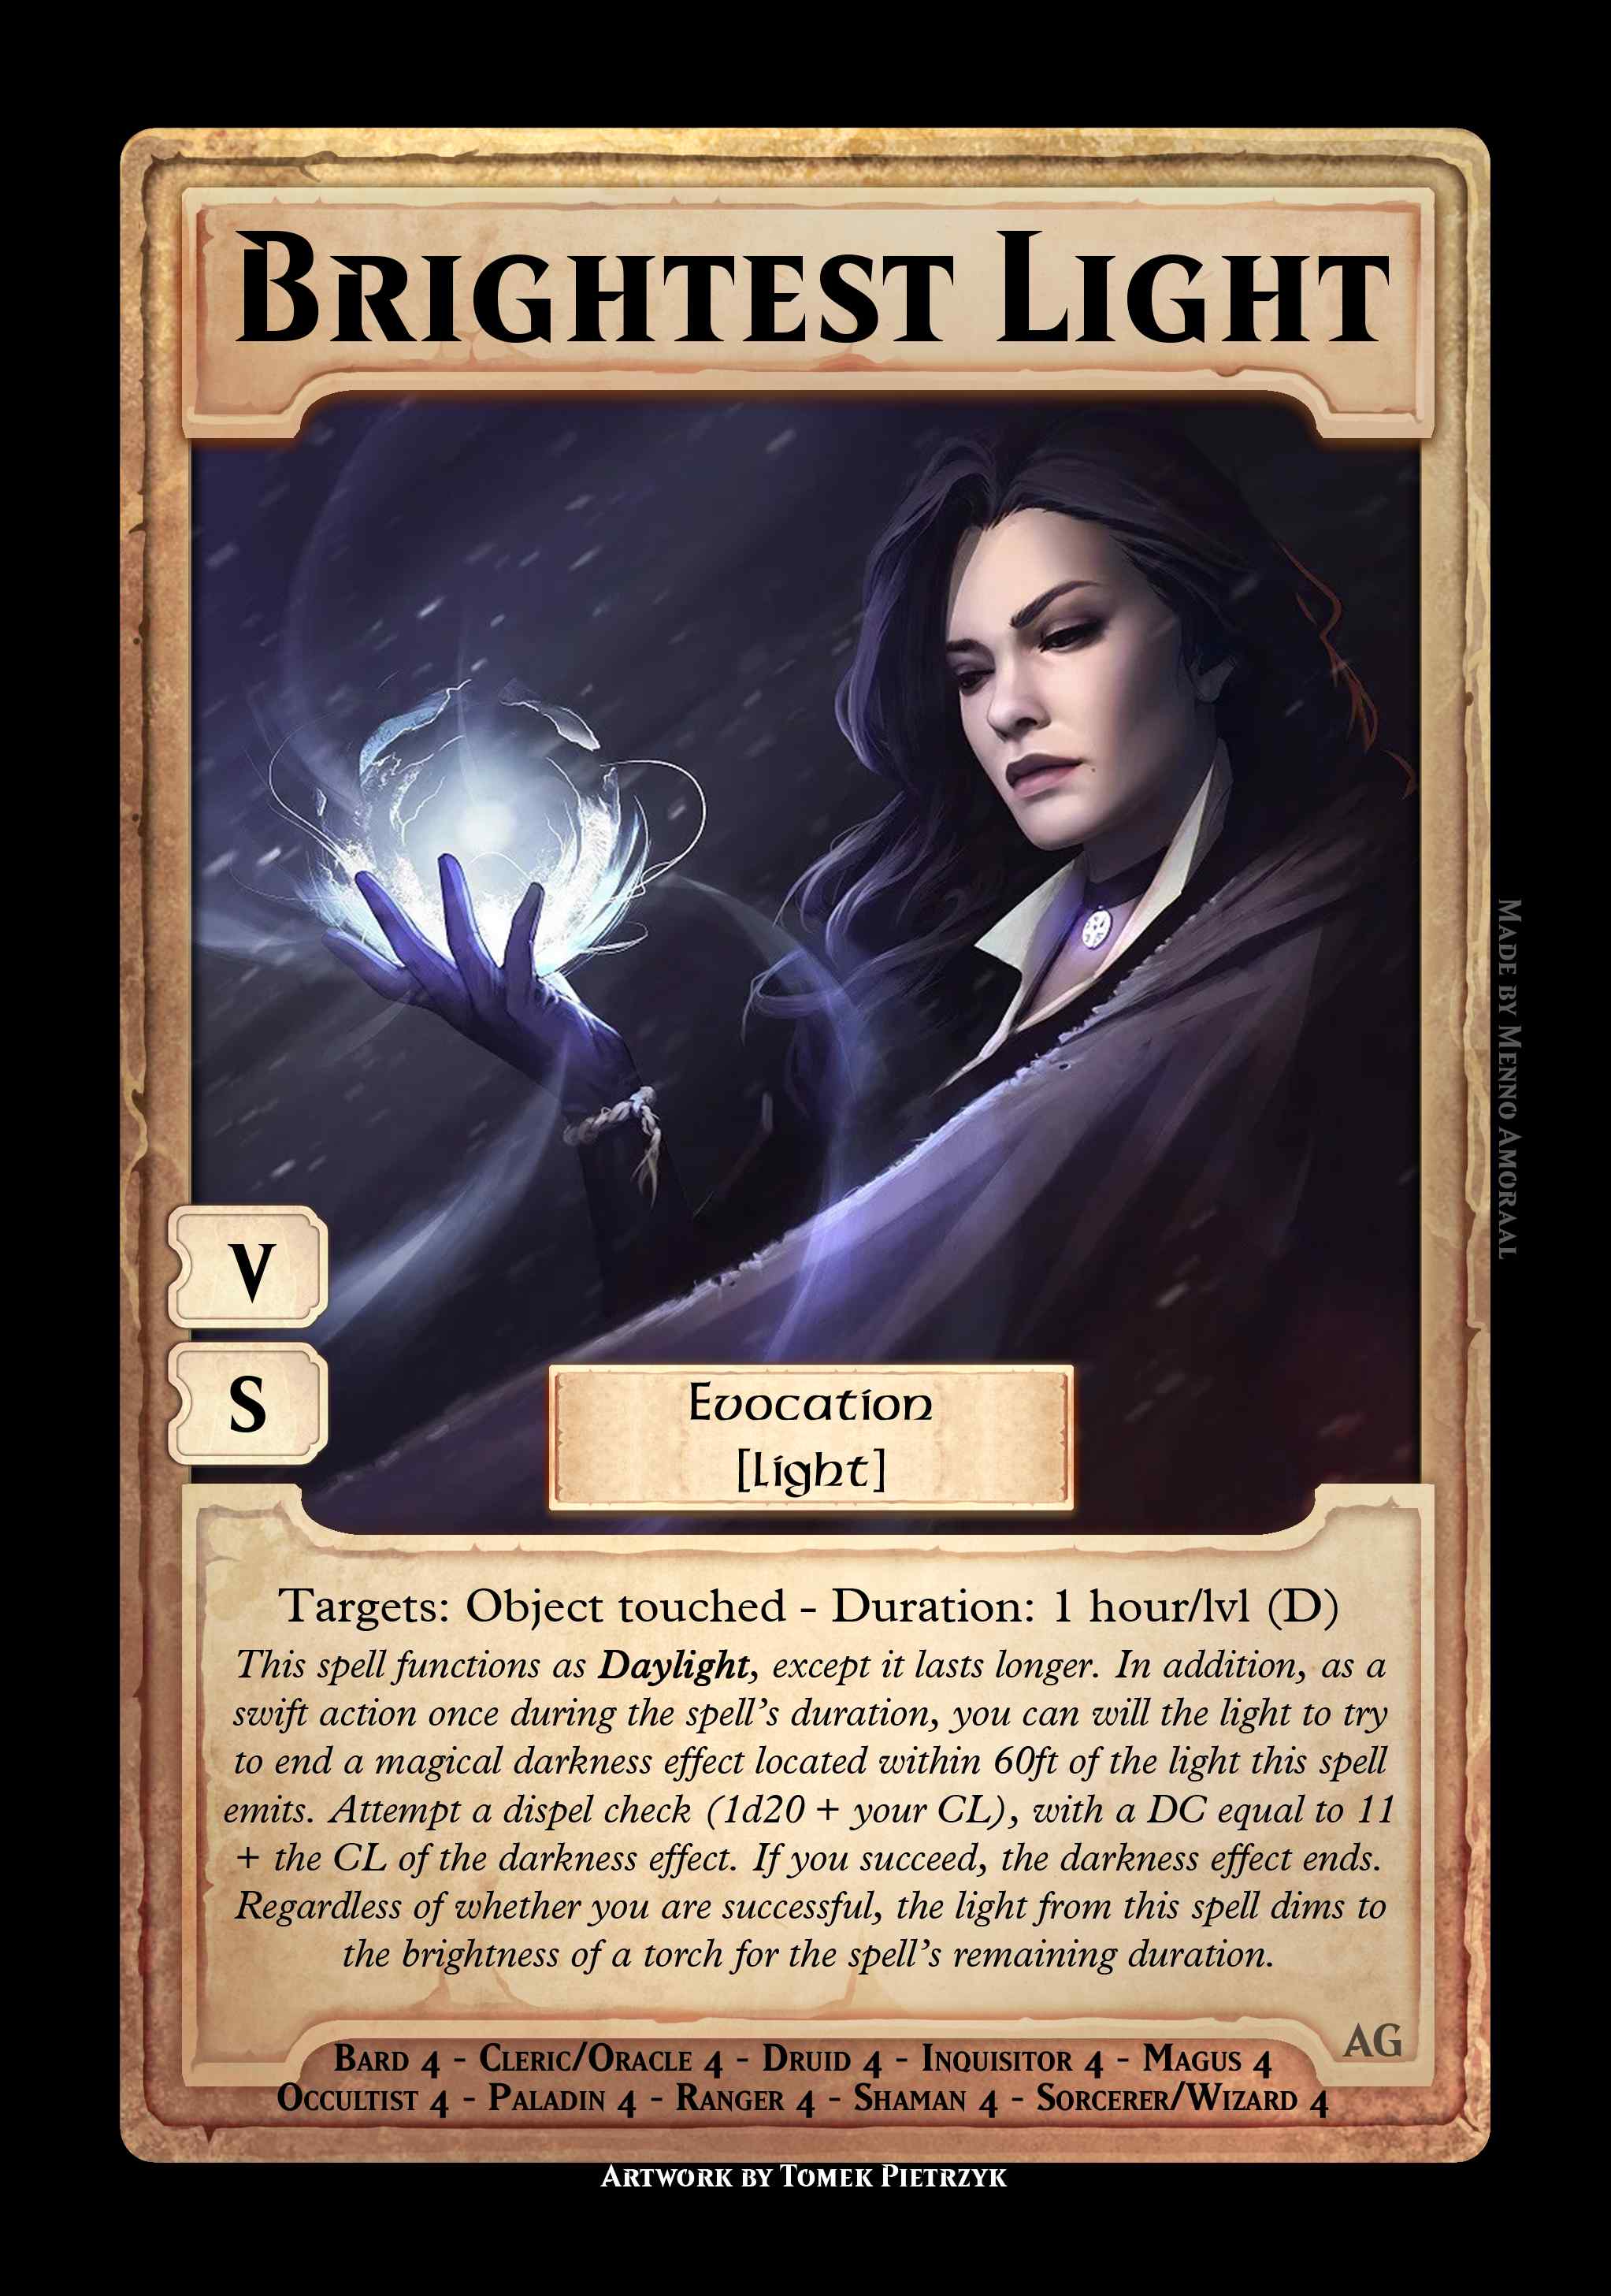 Brightest Light
Made by Menno Amoraal
V
S
Evocation
[Light]
Targets: Object touched - Duration: 1 hour/lvl (D)
This spell functions as Daylight, except it lasts longer. In addition, as a
swift action once during the spell's duration, you can will the light to try
to end a magical darkness effect located within 60ft of the light this spell
emits. Attempt a dispel check (1d20 + your CL), with a DC equal to 11
+ the CL of the darkness effect. If you succeed, the darkness effect ends.
Regardless of whether you are successful, the light from this spell dims to
the brightness of a torch for the spell's remaining duration.
AG
Bard 4 - Cleric/Oracle 4 - Druid 4 - Inquisitor 4 - Magus 4
Occultist 4 - Paladin 4 - Ranger 4 - Shaman 4 - Sorcerer/Wizard 4
Artwork by Tomek Pietrzyk